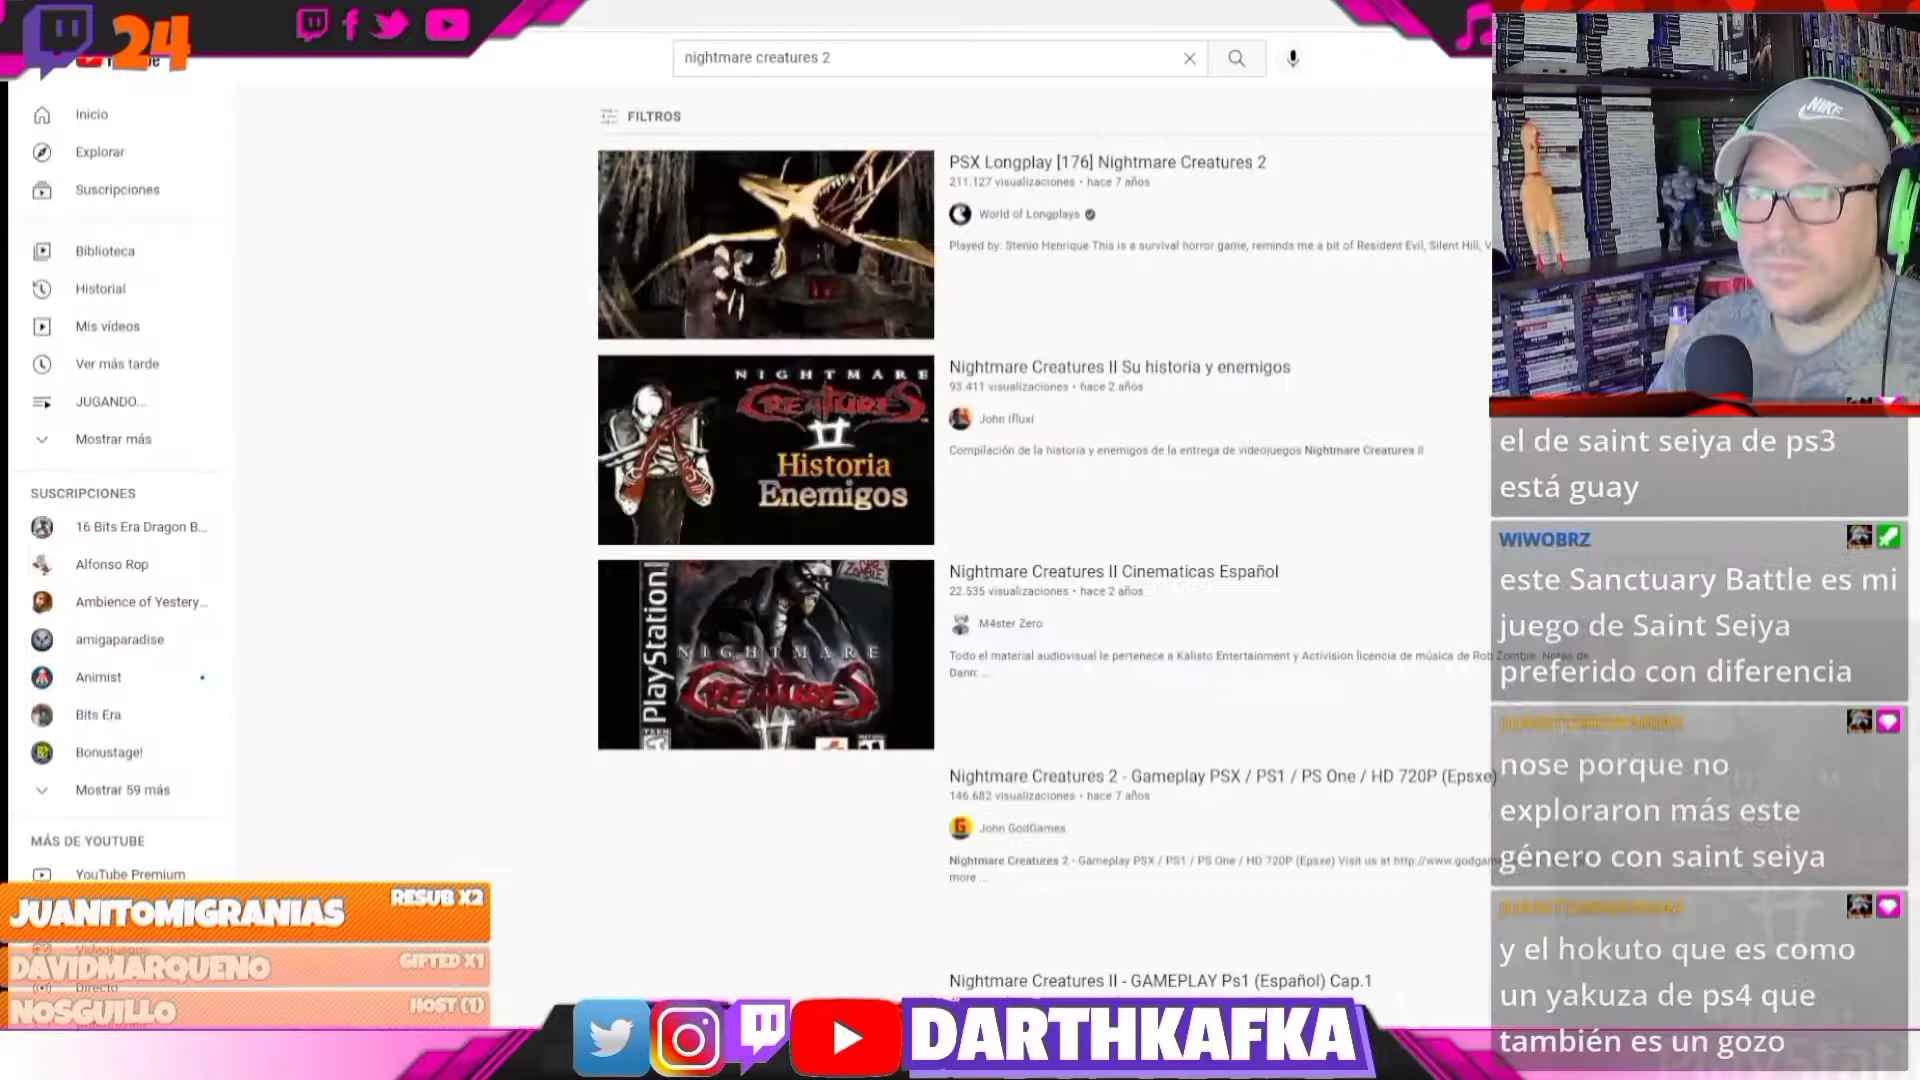 24
nightmare creatures 2
Inicio
Explorar
Suscripciones
Biblioteca
Historial
Mis vídeos
Ver más tarde
JUGANDO...
Mostrar más
SUSCRIPCIONES
16 Bits Era Dragon B...
Alfonso Rop
Ambience of Yestery...
amigaparadise
Animist
Bits Era
Bonustage!
Mostrar 59 más
MÁS DE YOUTUBE
YouTube Premium
Directo
JUANITOMIGRANIAS RESUB X2
DAVIDMARQUENO GIFTED X1
NOSGUILLO HOST (1)
FILTROS
PSX Longplay [176] Nightmare Creatures 2
211.127 visualizaciones • hace 7 años
World of Longplays
Played by: Stenio Henrique This is a survival horror game, reminds me a bit of Resident Evil, Silent Hill, V
NIGHTMARE
CREATURES
II
Historia
Enemigos
Nightmare Creatures II Su historia y enemigos
93.411 visualizaciones • hace 2 años
John Ifluxi
Compilación de la historia y enemigos de la entrega de videojuegos Nightmare Creatures II
PlayStation
NIGHTMARE
CREATURES
II
Nightmare Creatures II Cinematicas Español
22.535 visualizaciones • hace 2 años
M4ster Zero
Todo el material audiovisual le pertenece a Kalisto Entertainment y Activision licencia de música de Rob Zombie. Notas de
Dann: ...
Nightmare Creatures 2 - Gameplay PSX / PS1 / PS One / HD 720P (Epsxe)
146.682 visualizaciones • hace 7 años
John GodGames
Nightmare Creatures 2 - Gameplay PSX / PS1 / PS One / HD 720P (Epsxe) Visit us at http://www.godgam
more ...
Nightmare Creatures II - GAMEPLAY Ps1 (Español) Cap.1
DARTHKAFKA
NIKE
el de saint seiya de ps3
está guay
WIWOBRZ
este Sanctuary Battle es mi
juego de Saint Seiya
preferido con diferencia
JUANITOMIGRANIAS
nose porque no
exploraron más este
género con saint seiya
JUANITOMIGRANIAS
y el hokuto que es como
un yakuza de ps4 que
también es un gozo